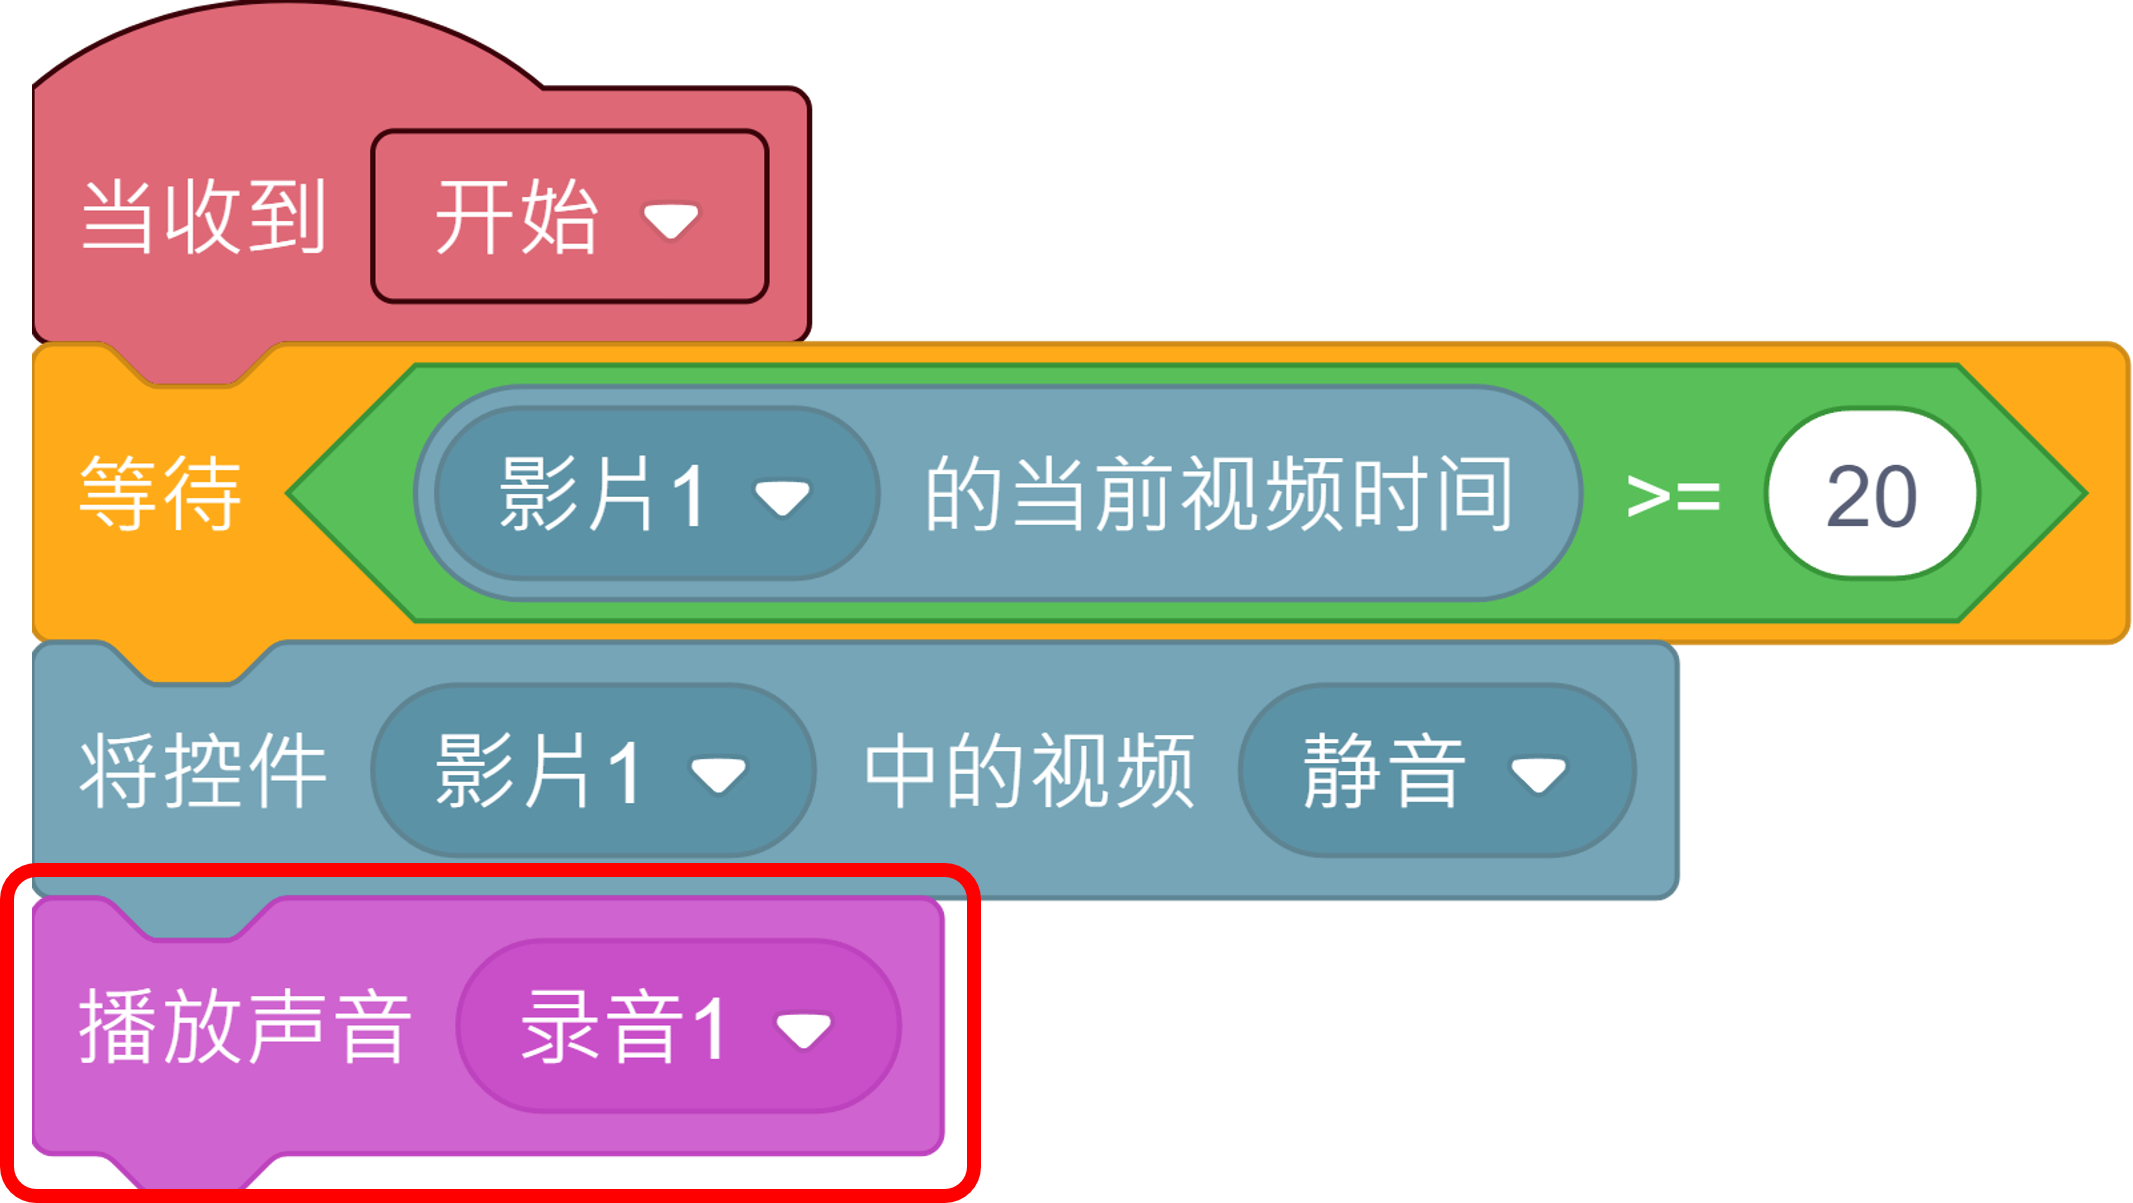 当收到 开始
等待 影片1 的当前视频时间 >= 20
将控件 影片1 中的视频 静音
播放声音 录音1